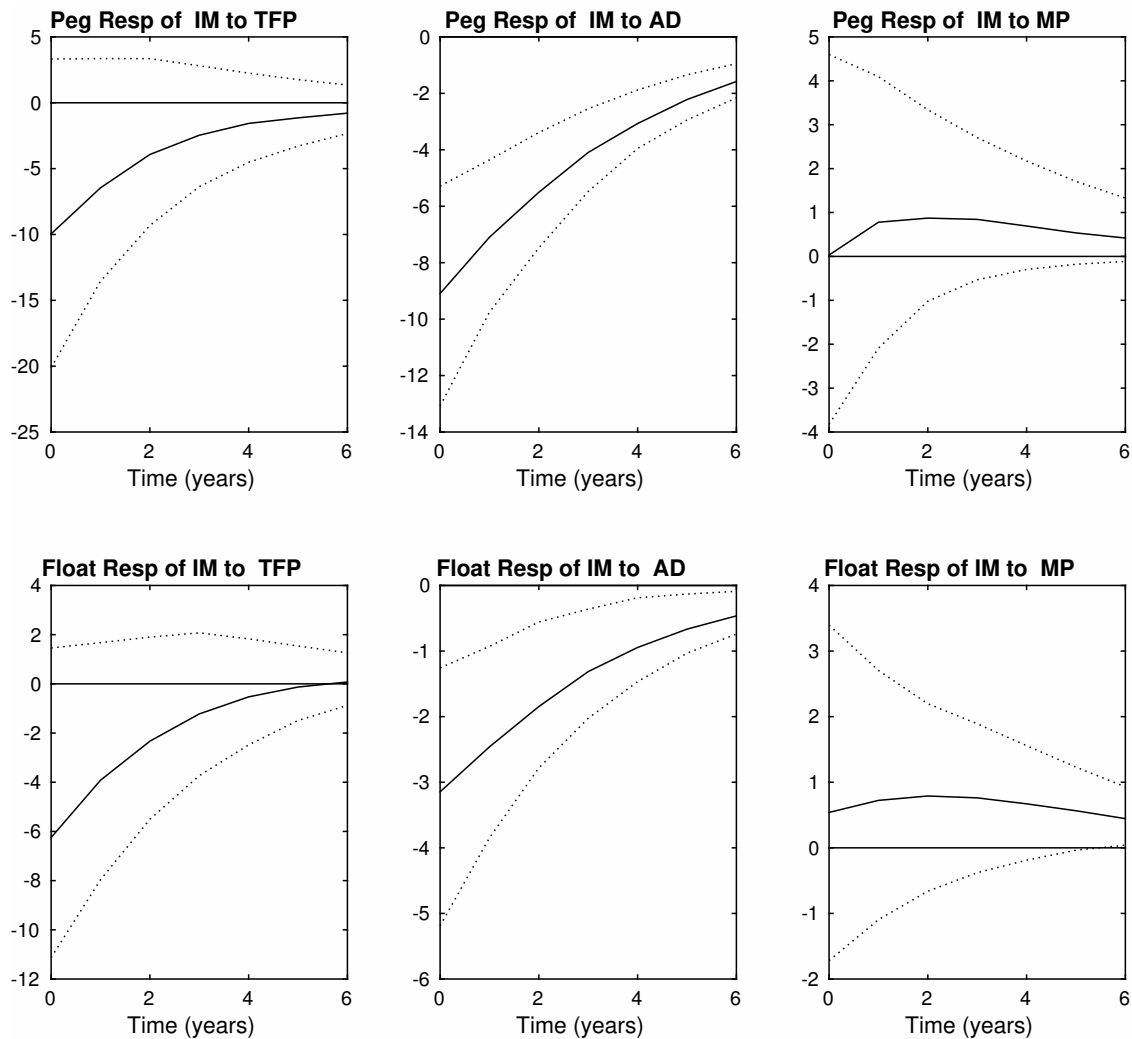 Peg Resp of IM to TFP
5
0
-5
-10
-15
-20
-25
0 2 4 6
Time (years)
Peg Resp of IM to AD
0
-2
-4
-6
-8
-10
-12
-14
0 2 4 6
Time (years)
Peg Resp of IM to MP
5
4
3
2
1
0
-1
-2
-3
-4
0 2 4 6
Time (years)
Float Resp of IM to TFP
4
2
0
-2
-4
-6
-8
-10
-12
0 2 4 6
Time (years)
Float Resp of IM to AD
0
-1
-2
-3
-4
-5
-6
0 2 4 6
Time (years)
Float Resp of IM to MP
4
3
2
1
0
-1
-2
0 2 4 6
Time (years)